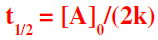 t1/2 = [A]0/(2k)